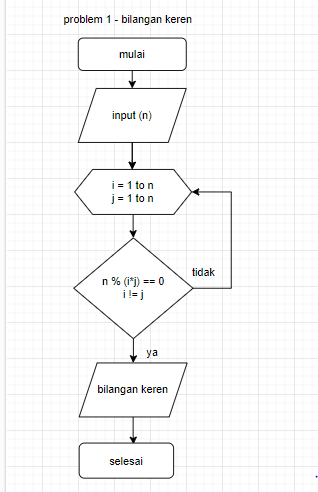 problem 1 - bilangan keren
mulai
input (n)
i = 1 to n
j = 1 to n
n % (i*j) == 0
i != j
tidak
ya
bilangan keren
selesai